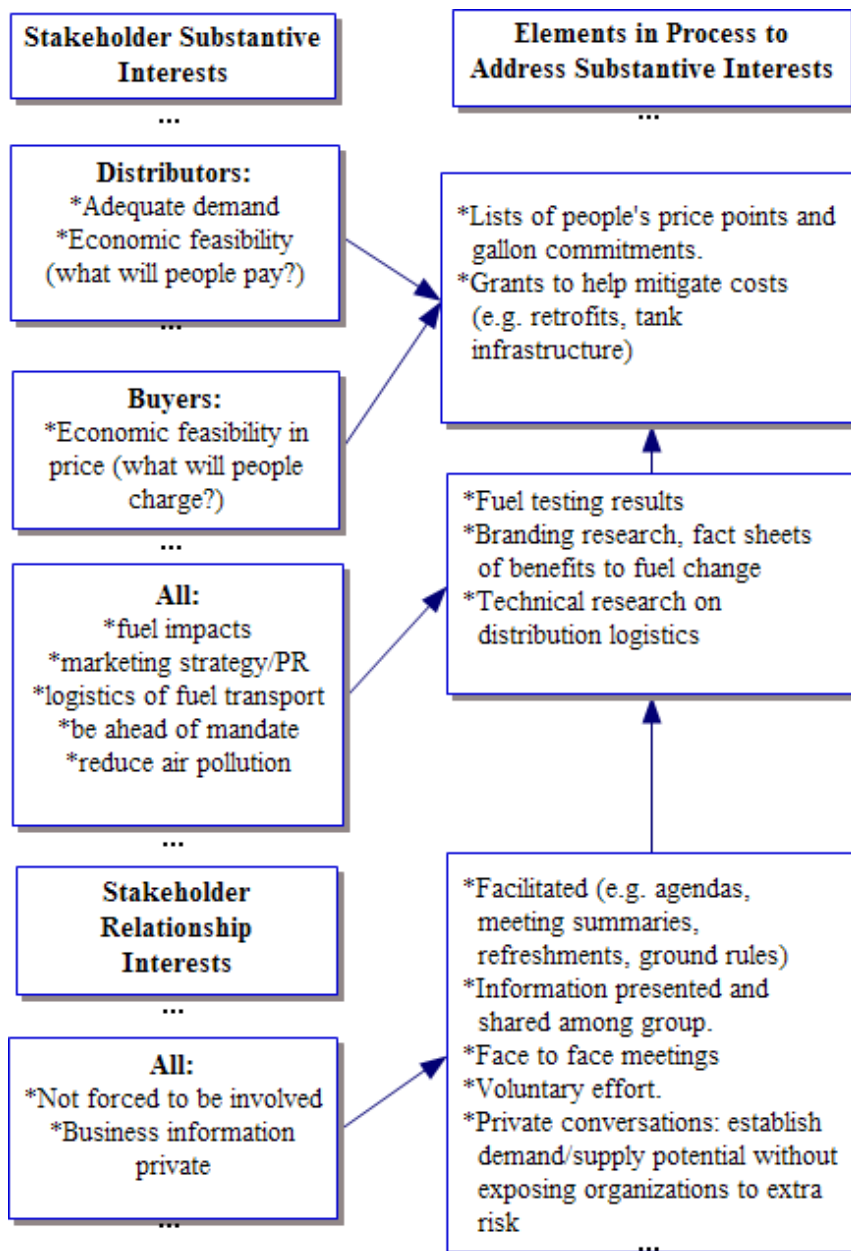 Stakeholder Substantive
Interests
...
Distributors:
*Adequate demand
*Economic feasibility
(what will people pay?)
...
Buyers:
*Economic feasibility in
price (what will people
charge?)
...
All:
*fuel impacts
*marketing strategy/PR
*logistics of fuel transport
*be ahead of mandate
*reduce air pollution
...
Stakeholder
Relationship
Interests
...
All:
*Not forced to be involved
*Business information
private
Elements in Process to
Address Substantive Interests
...
*Lists of people's price points and
gallon commitments.
*Grants to help mitigate costs
(e.g. retrofits, tank
infrastructure)
*Fuel testing results
*Branding research, fact sheets
of benefits to fuel change
*Technical research on
distribution logistics
*Facilitated (e.g. agendas,
meeting summaries,
refreshments, ground rules)
*Information presented and
shared among group.
*Face to face meetings
*Voluntary effort.
*Private conversations: establish
demand/supply potential without
exposing organizations to extra
risk
...